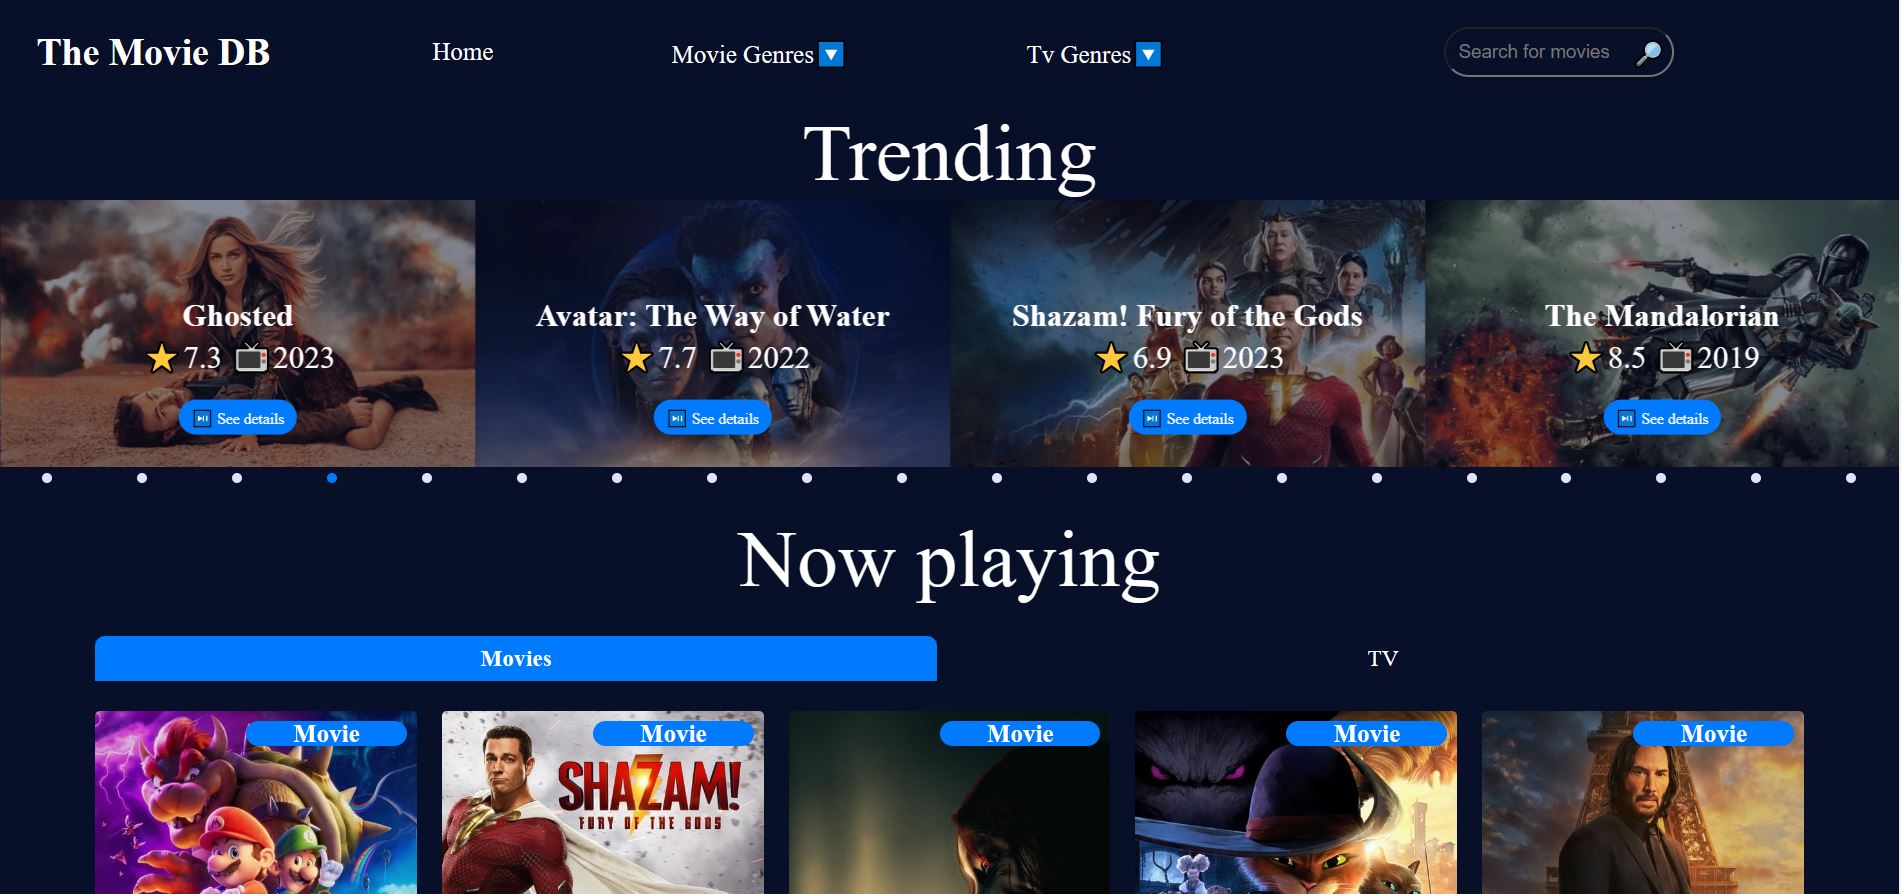 The Movie DB
Home
Movie Genres
Tv Genres
Search for movies
Trending
Ghosted
7.3 2023
See details
Avatar: The Way of Water
7.7 2022
See details
Shazam! Fury of the Gods
6.9 2023
See details
The Mandalorian
8.5 2019
See details
Now playing
Movies
TV
Movie
Movie
SHAZAM!
FURY OF THE GODS
Movie
Movie
Movie